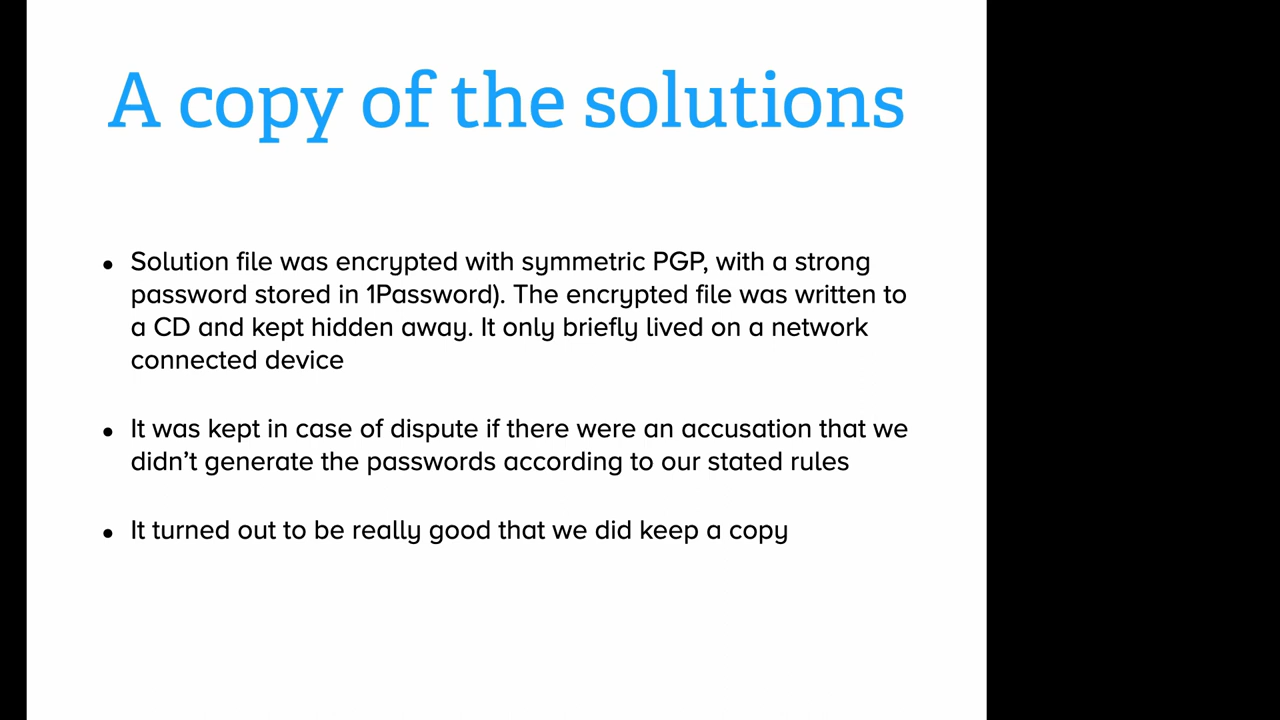 A copy of the solutions
• Solution file was encrypted with symmetric PGP, with a strong
password stored in 1Password). The encrypted file was written to
a CD and kept hidden away. It only briefly lived on a network
connected device
• It was kept in case of dispute if there were an accusation that we
didn’t generate the passwords according to our stated rules
• It turned out to be really good that we did keep a copy